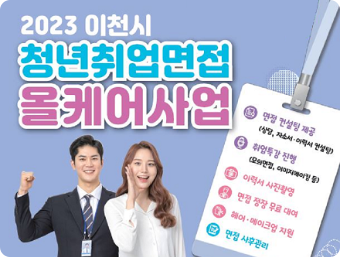 2023 이천시
청년취업면접
올케어사업
면접 컨설팅 제공
(상담, 자소서·이력서 컨설팅)
취업특강 진행
(모의면접, 이미지메이킹 등)
이력서 사진촬영
면접 정장 무료 대여
헤어·메이크업 지원
면접 사후관리